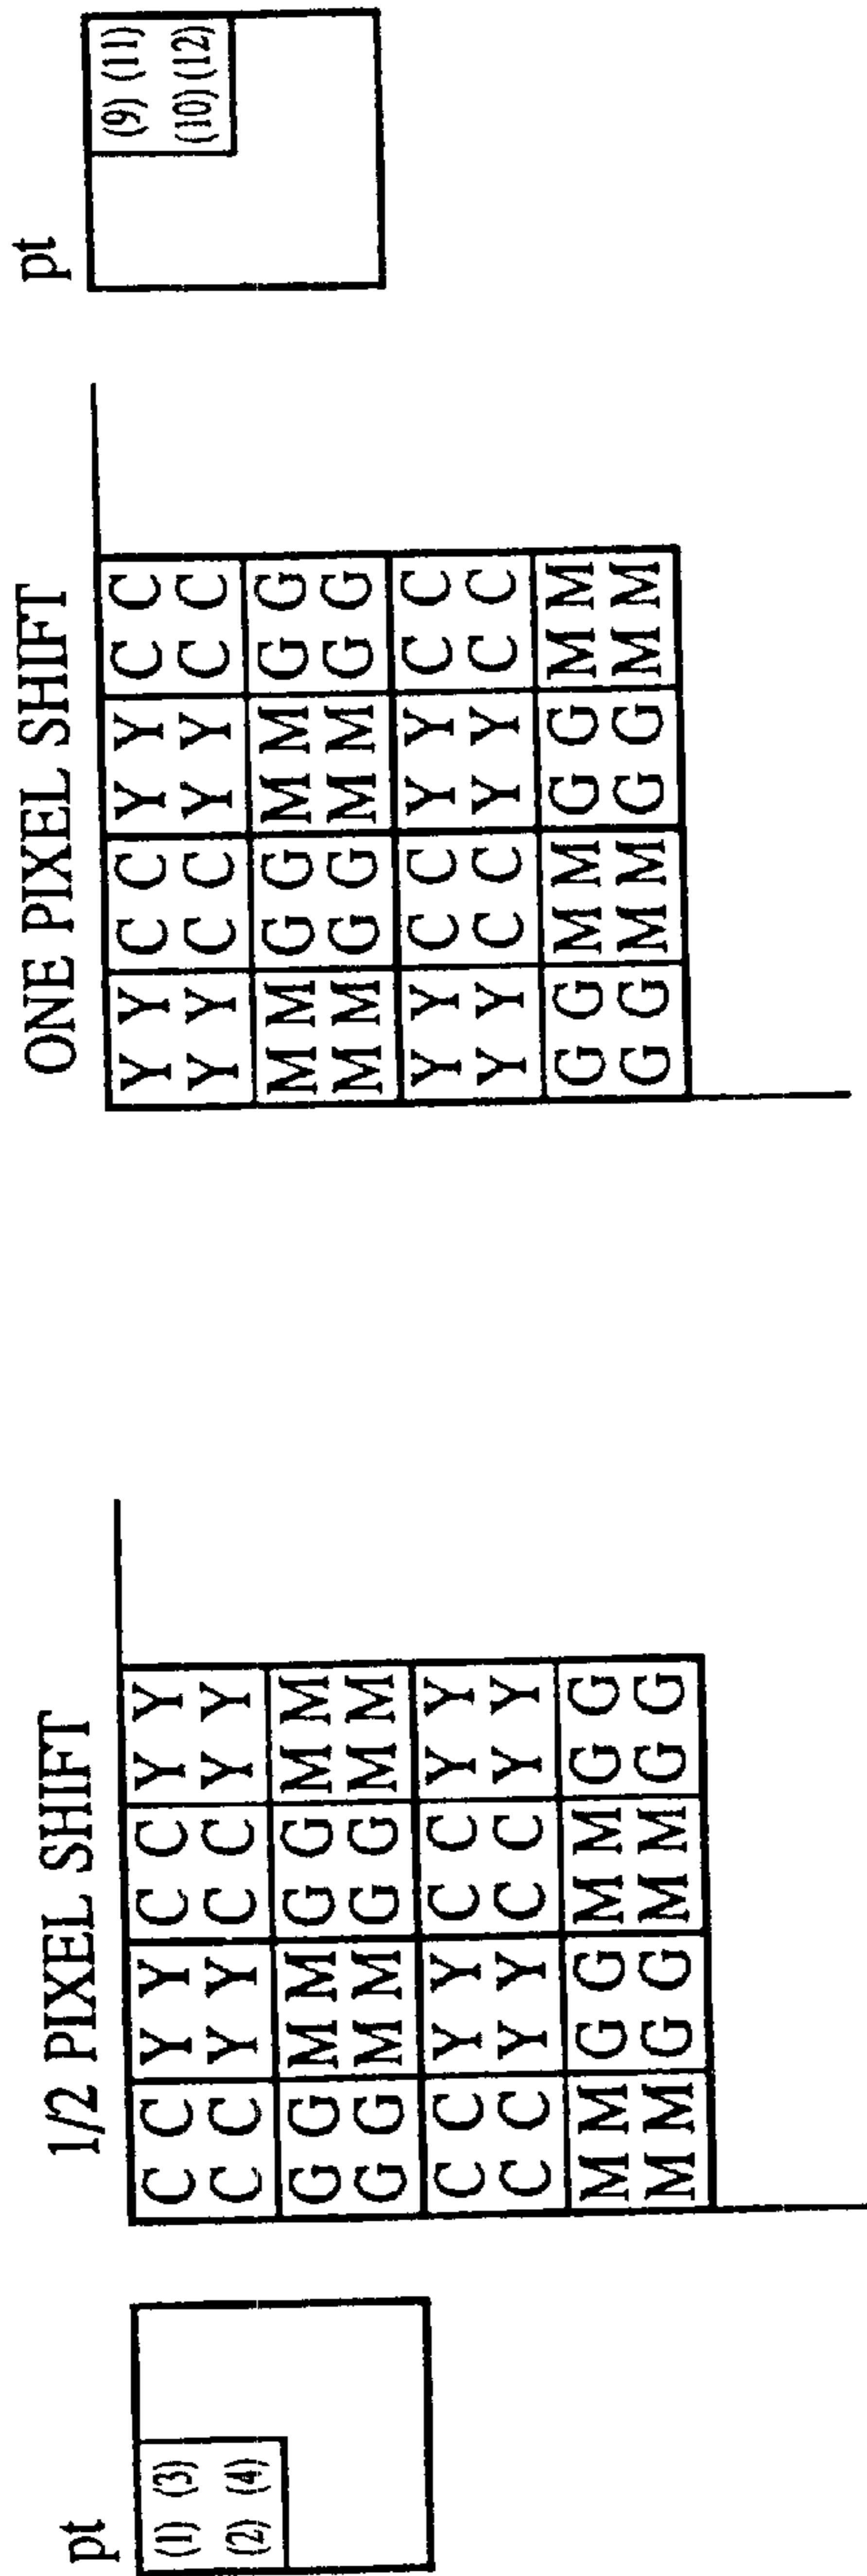 pt
(1) (3)
(2) (4)
1/2 PIXEL SHIFT
C C Y Y C C Y Y
C C Y Y C C Y Y
G G M M G G M M
G G M M G G M M
C C Y Y C C Y Y
C C Y Y C C Y Y
M M G G M M G G
M M G G M M G G
ONE PIXEL SHIFT
Y Y C C Y Y C C
Y Y C C Y Y C C
M M G G M M G G
M M G G M M G G
Y Y C C Y Y C C
Y Y C C Y Y C C
G G M M G G M M
G G M M G G M M
pt
(9) (11)
(10) (12)